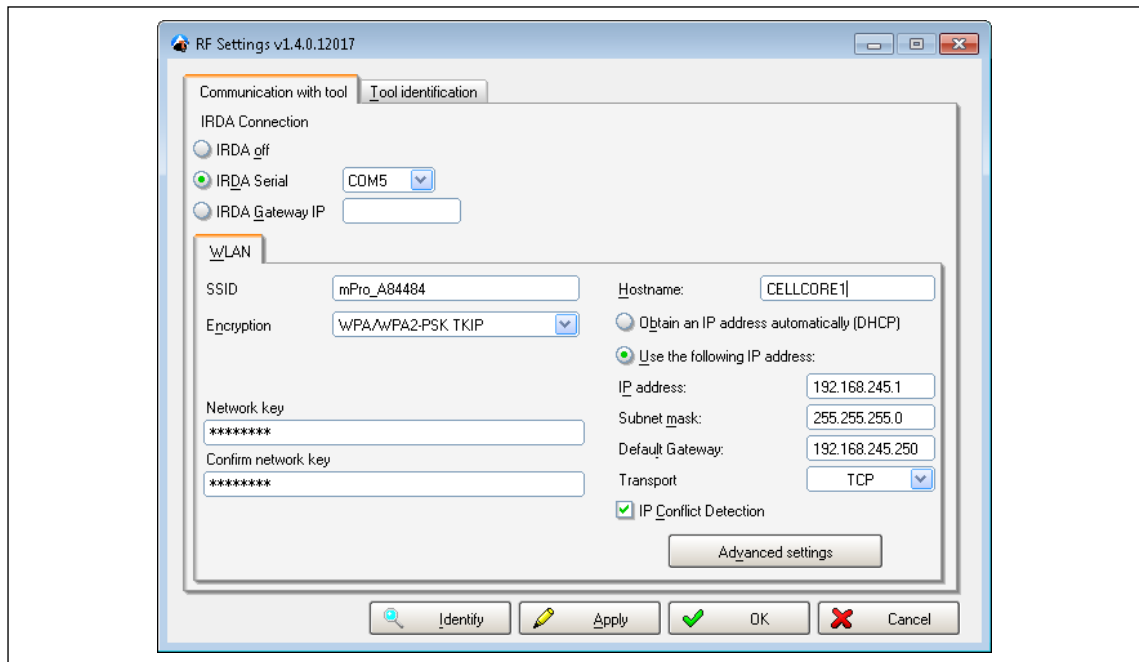 RF Settings v1.4.0.12017
Communication with tool
Tool identification
IRDA Connection
IRDA off
IRDA Serial
COM5
IRDA Gateway IP
WLAN
SSID
mPro_A84484
Encryption
WPA/WPA2-PSK TKIP
Network key
********
Confirm network key
********
Hostname:
CELLCORE1
Obtain an IP address automatically (DHCP)
Use the following IP address:
IP address:
192.168.245.1
Subnet mask:
255.255.255.0
Default Gateway:
192.168.245.250
Transport
TCP
IP Conflict Detection
Advanced settings
Identify
Apply
OK
Cancel